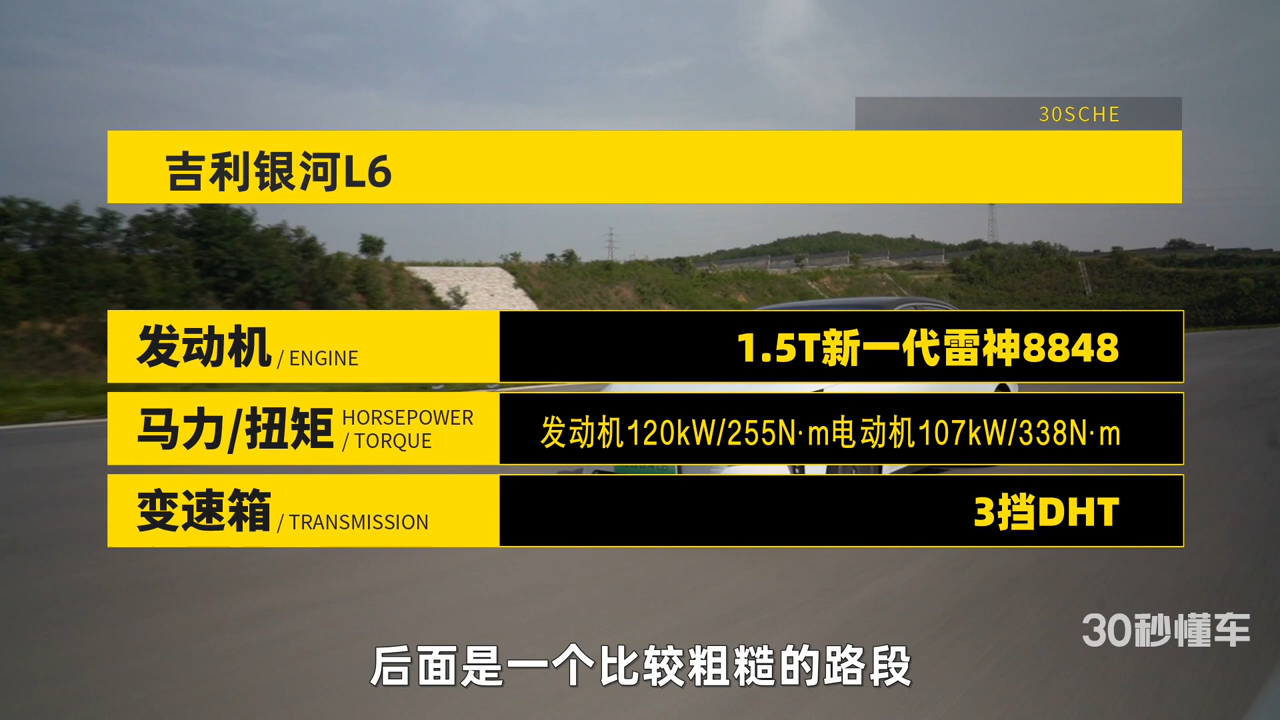 30SCHE
吉利银河L6
发动机 / ENGINE
1.5T新一代雷神8848
马力/扭矩 HORSEPOWER
/ TORQUE
发动机120kW/255N·m电动机107kW/338N·m
变速箱 / TRANSMISSION
3挡DHT
30秒懂车
后面是一个比较粗糙的路段